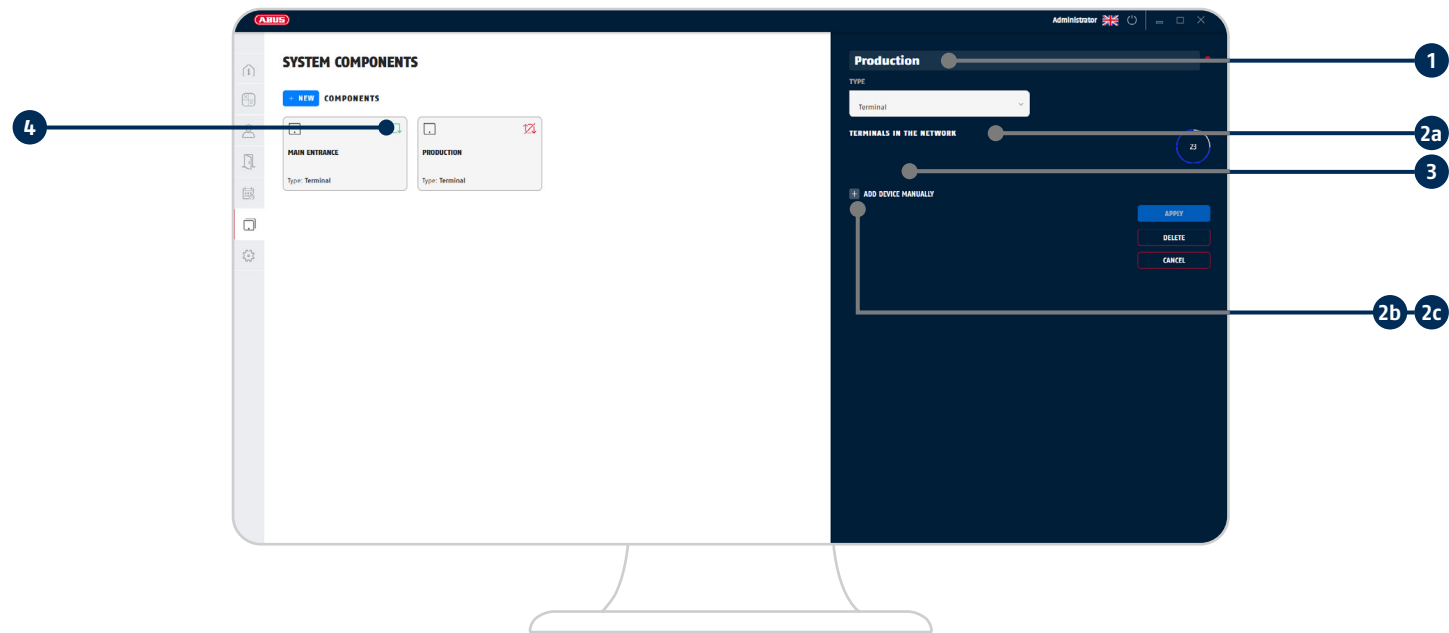 ABUS
Administrator
SYSTEM COMPONENTS
+ NEW COMPONENTS
MAIN ENTRANCE
Type: Terminal
PRODUCTION
Type: Terminal
Production
TYPE
Terminal
TERMINALS IN THE NETWORK
23
+ ADD DEVICE MANUALLY
APPLY
DELETE
CANCEL
1
2a
3
2b 2c
4